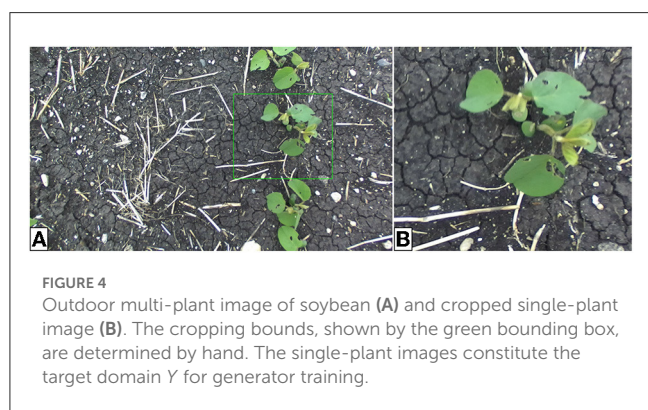 A
B
FIGURE 4
Outdoor multi-plant image of soybean (A) and cropped single-plant
image (B). The cropping bounds, shown by the green bounding box,
are determined by hand. The single-plant images constitute the
target domain Y for generator training.